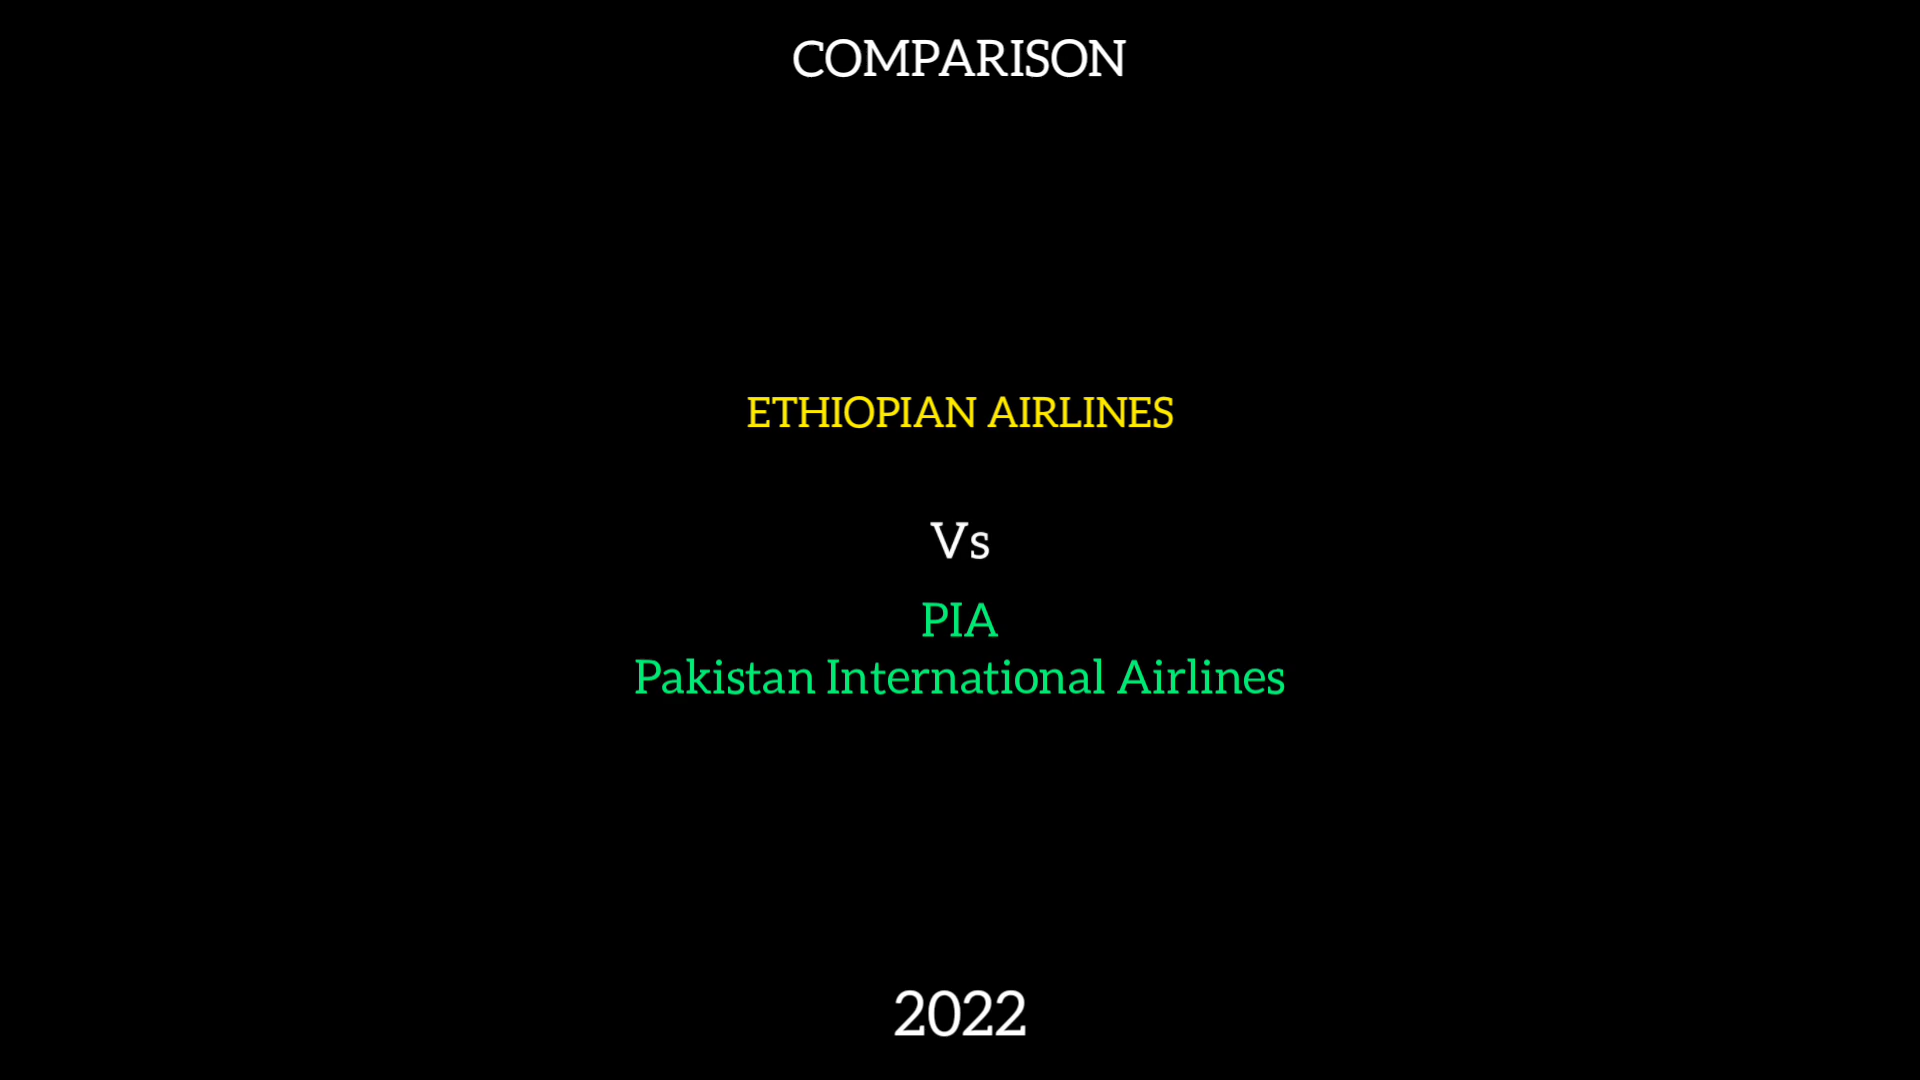 COMPARISON
ETHIOPIAN AIRLINES
Vs
PIA
Pakistan International Airlines
2022